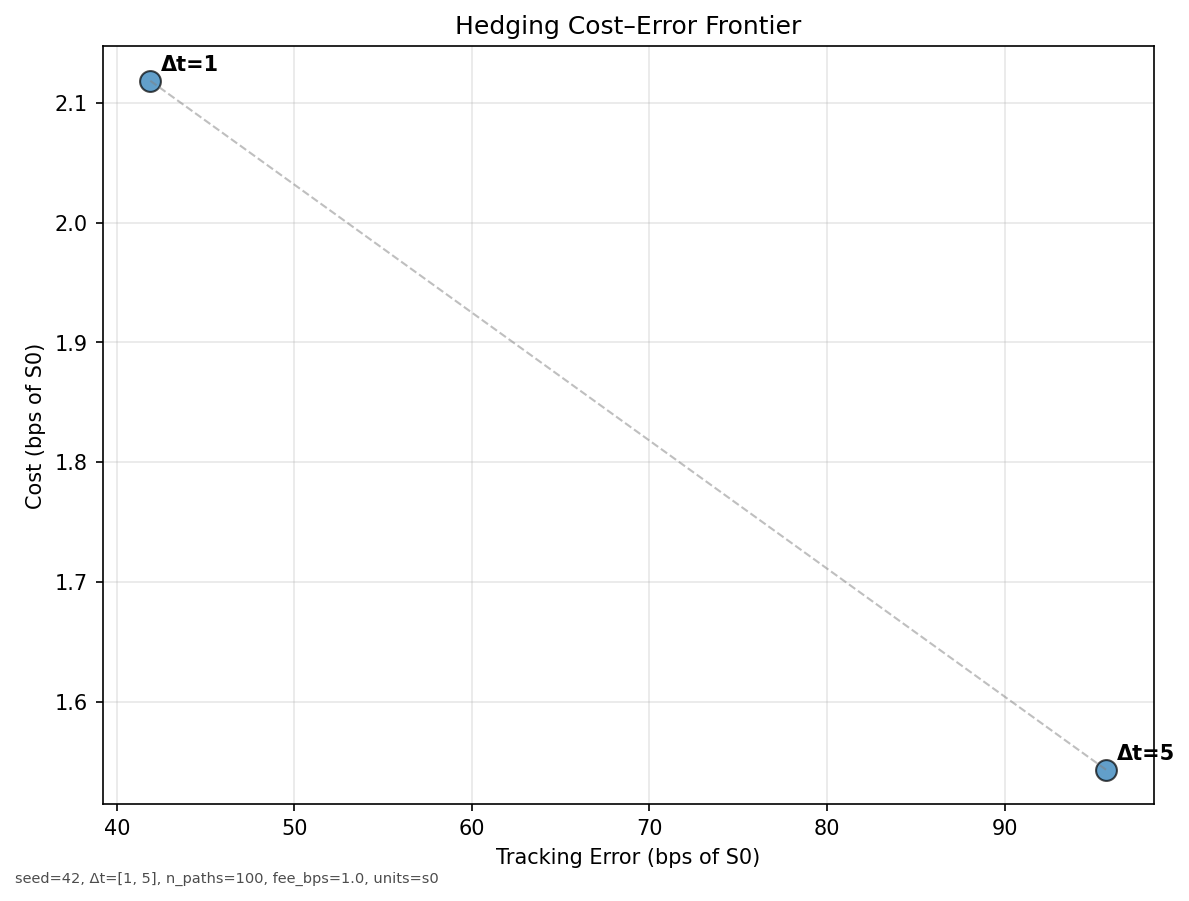 Hedging Cost–Error Frontier
Δt=1
2.1
2.0
1.9
1.8
1.7
1.6
Cost (bps of S0)
Δt=5
40 50 60 70 80 90
Tracking Error (bps of S0)
seed=42, Δt=[1, 5], n_paths=100, fee_bps=1.0, units=s0